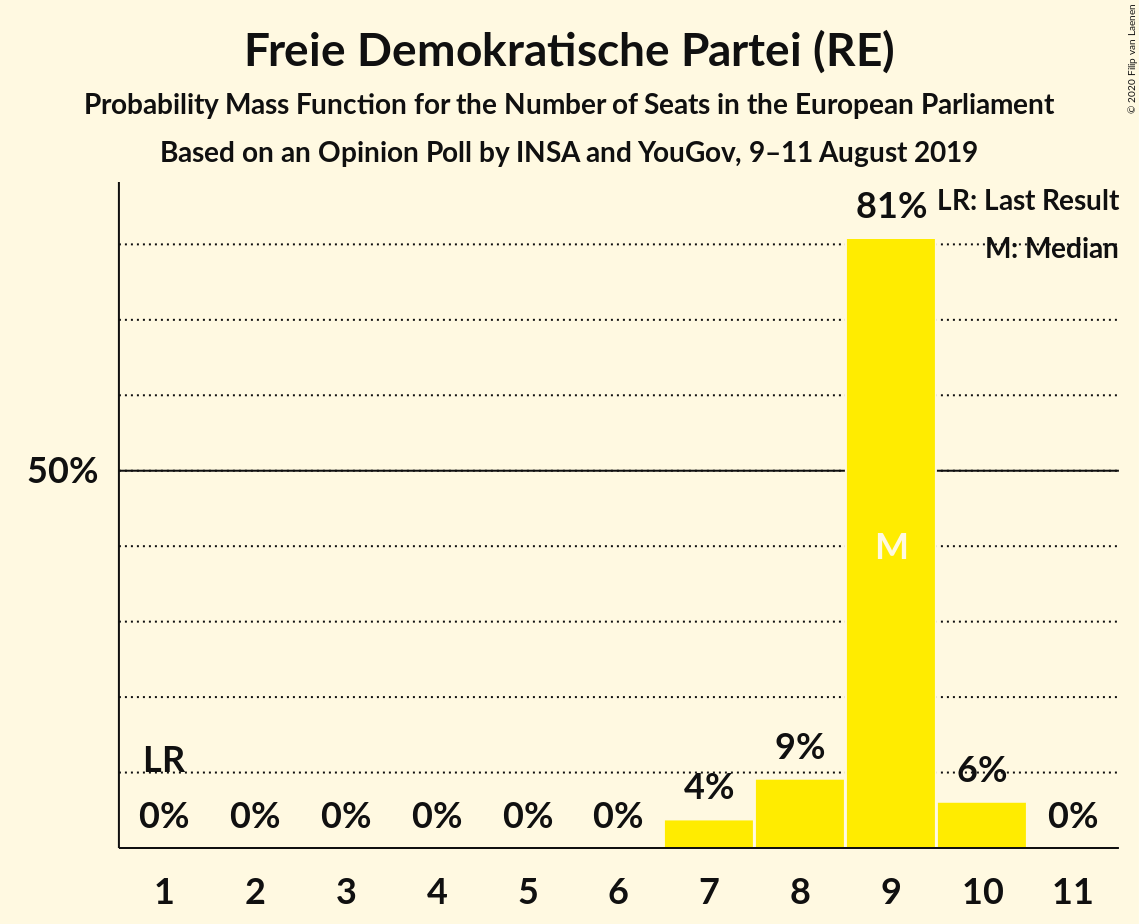 Freie Demokratische Partei (RE)
Probability Mass Function for the Number of Seats in the European Parliament
Based on an Opinion Poll by INSA and YouGov, 9–11 August 2019
© 2020 Filip van Laenen
81% LR: Last Result
M: Median
50%
M
LR
0% 0% 0% 0% 0% 0% 4% 9% 6% 0%
1 2 3 4 5 6 7 8 9 10 11